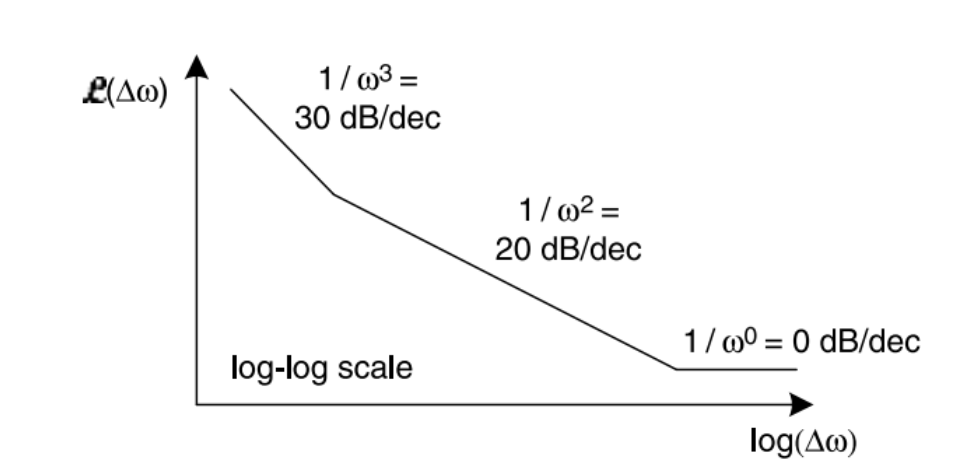 ℒ(Δω)
1/ω³ =
30 dB/dec
1/ω² =
20 dB/dec
1/ω⁰ = 0 dB/dec
log-log scale
log(Δω)